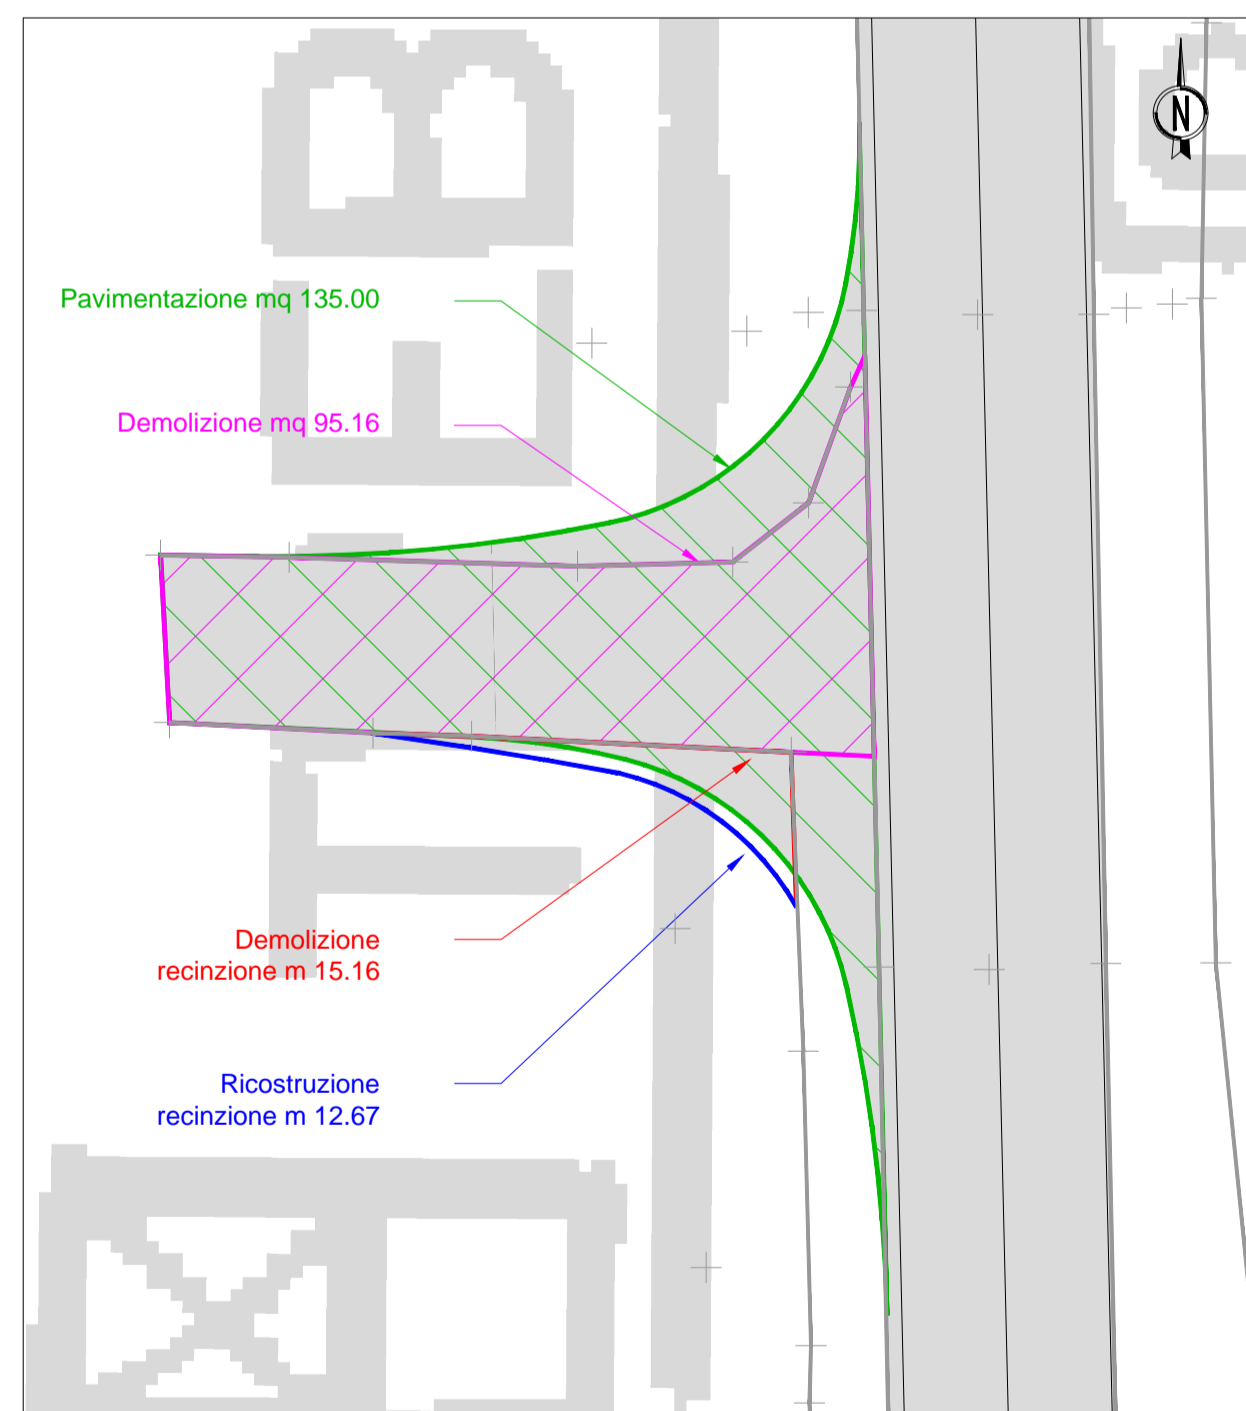 N
Pavimentazione mq 135.00
Demolizione mq 95.16
Demolizione
recinzione m 15.16
Ricostruzione
recinzione m 12.67